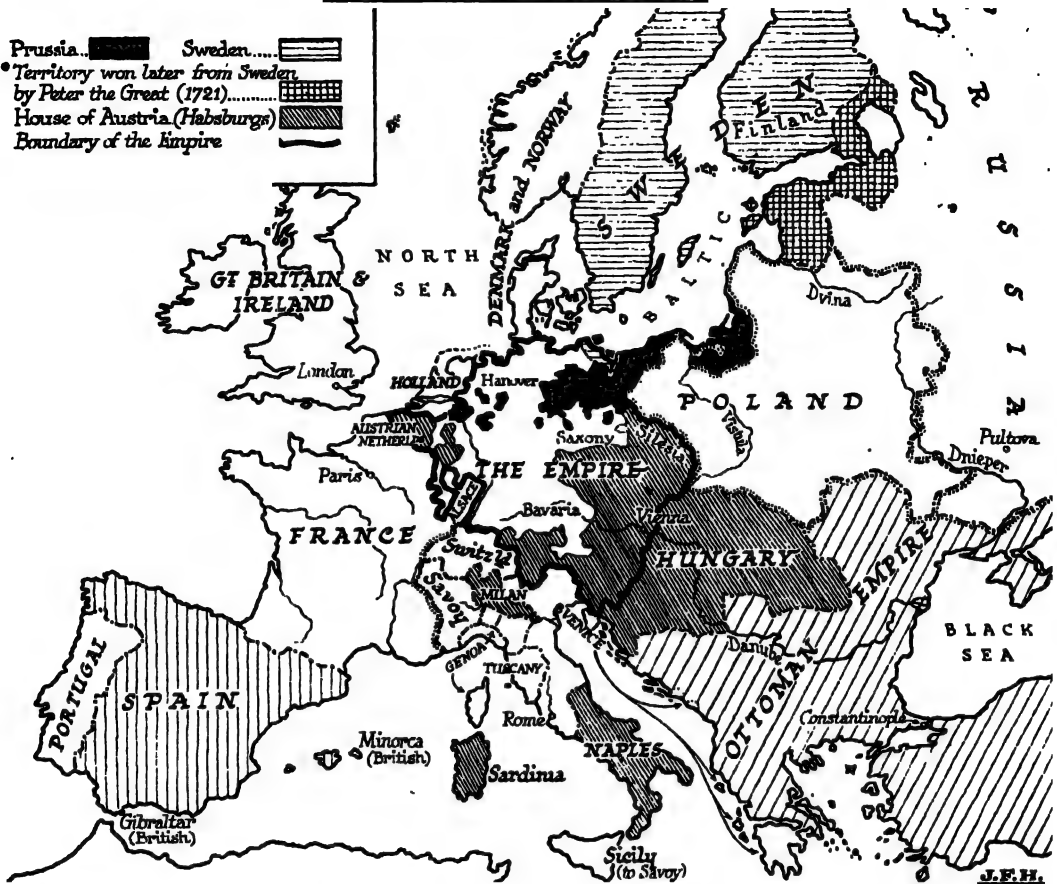 Prussia... Sweden.....
Territory won later from Sweden
by Peter the Great (1721)............
House of Austria (Habsburgs)
Boundary of the Empire
RUSSIA
SWEDEN
Finland
DENMARK and NORWAY
NORTH
SEA
GT BRITAIN &
IRELAND
BALTIC
Dvina
London
HOLLAND
Hanover
POLAND
AUSTRIAN
NETHERLDS
Saxony
Silesia
Vistula
Pultova
Dnieper
Paris
THE EMPIRE
ALSACE
Bavaria
Vienna
FRANCE
Switzld
HUNGARY
Savoy
MILAN
VENICE
OTTOMAN EMPIRE
BLACK
SEA
Danube
GENOA
TUSCANY
PORTUGAL
SPAIN
Rome
Constantinople
Minorca
(British)
NAPLES
Sardinia
Gibraltar
(British)
Sicily
(to Savoy)
J.F.H.